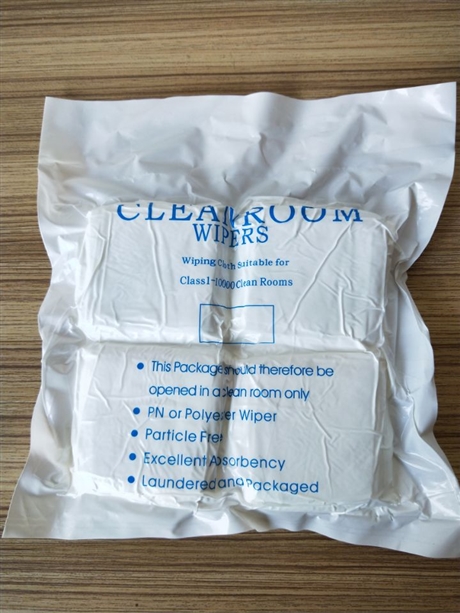 CLEANROOM
WIPERS
Wiping Cloth Suitable for
Class1-10000 Clean Rooms
• This Package should therefore be
opened in a clean room only
• PN or Polyester Wiper
• Particle Free
• Excellent Absorbency
• Laundered and Packaged